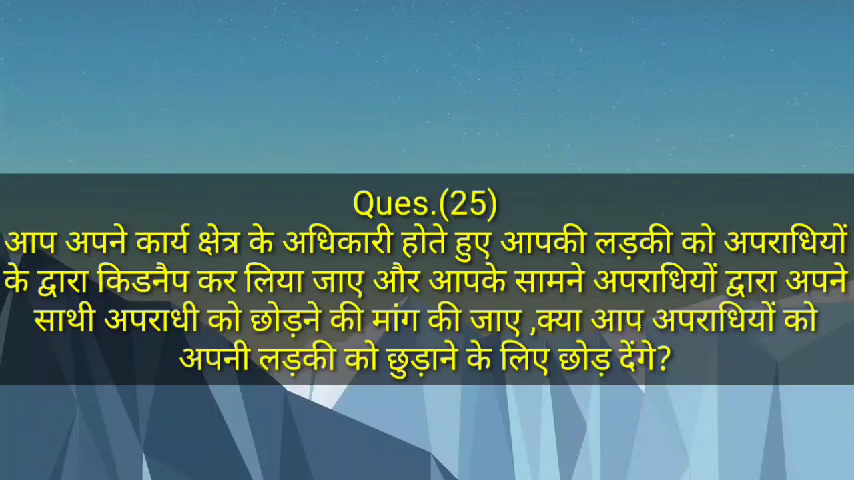 Ques.(25)
आप अपने कार्य क्षेत्र के अधिकारी होते हुए आपकी लड़की को अपराधियों
के द्वारा किडनैप कर लिया जाए और आपके सामने अपराधियों द्वारा अपने
साथी अपराधी को छोड़ने की मांग की जाए ,क्या आप अपराधियों को
अपनी लड़की को छुड़ाने के लिए छोड़ देंगे?